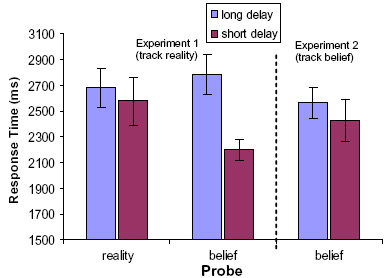 long delay
short delay
Experiment 1
(track reality)
Experiment 2
(track belief)
Response Time (ms)
3100
2900
2700
2500
2300
2100
1900
1700
1500
reality
belief
belief
Probe